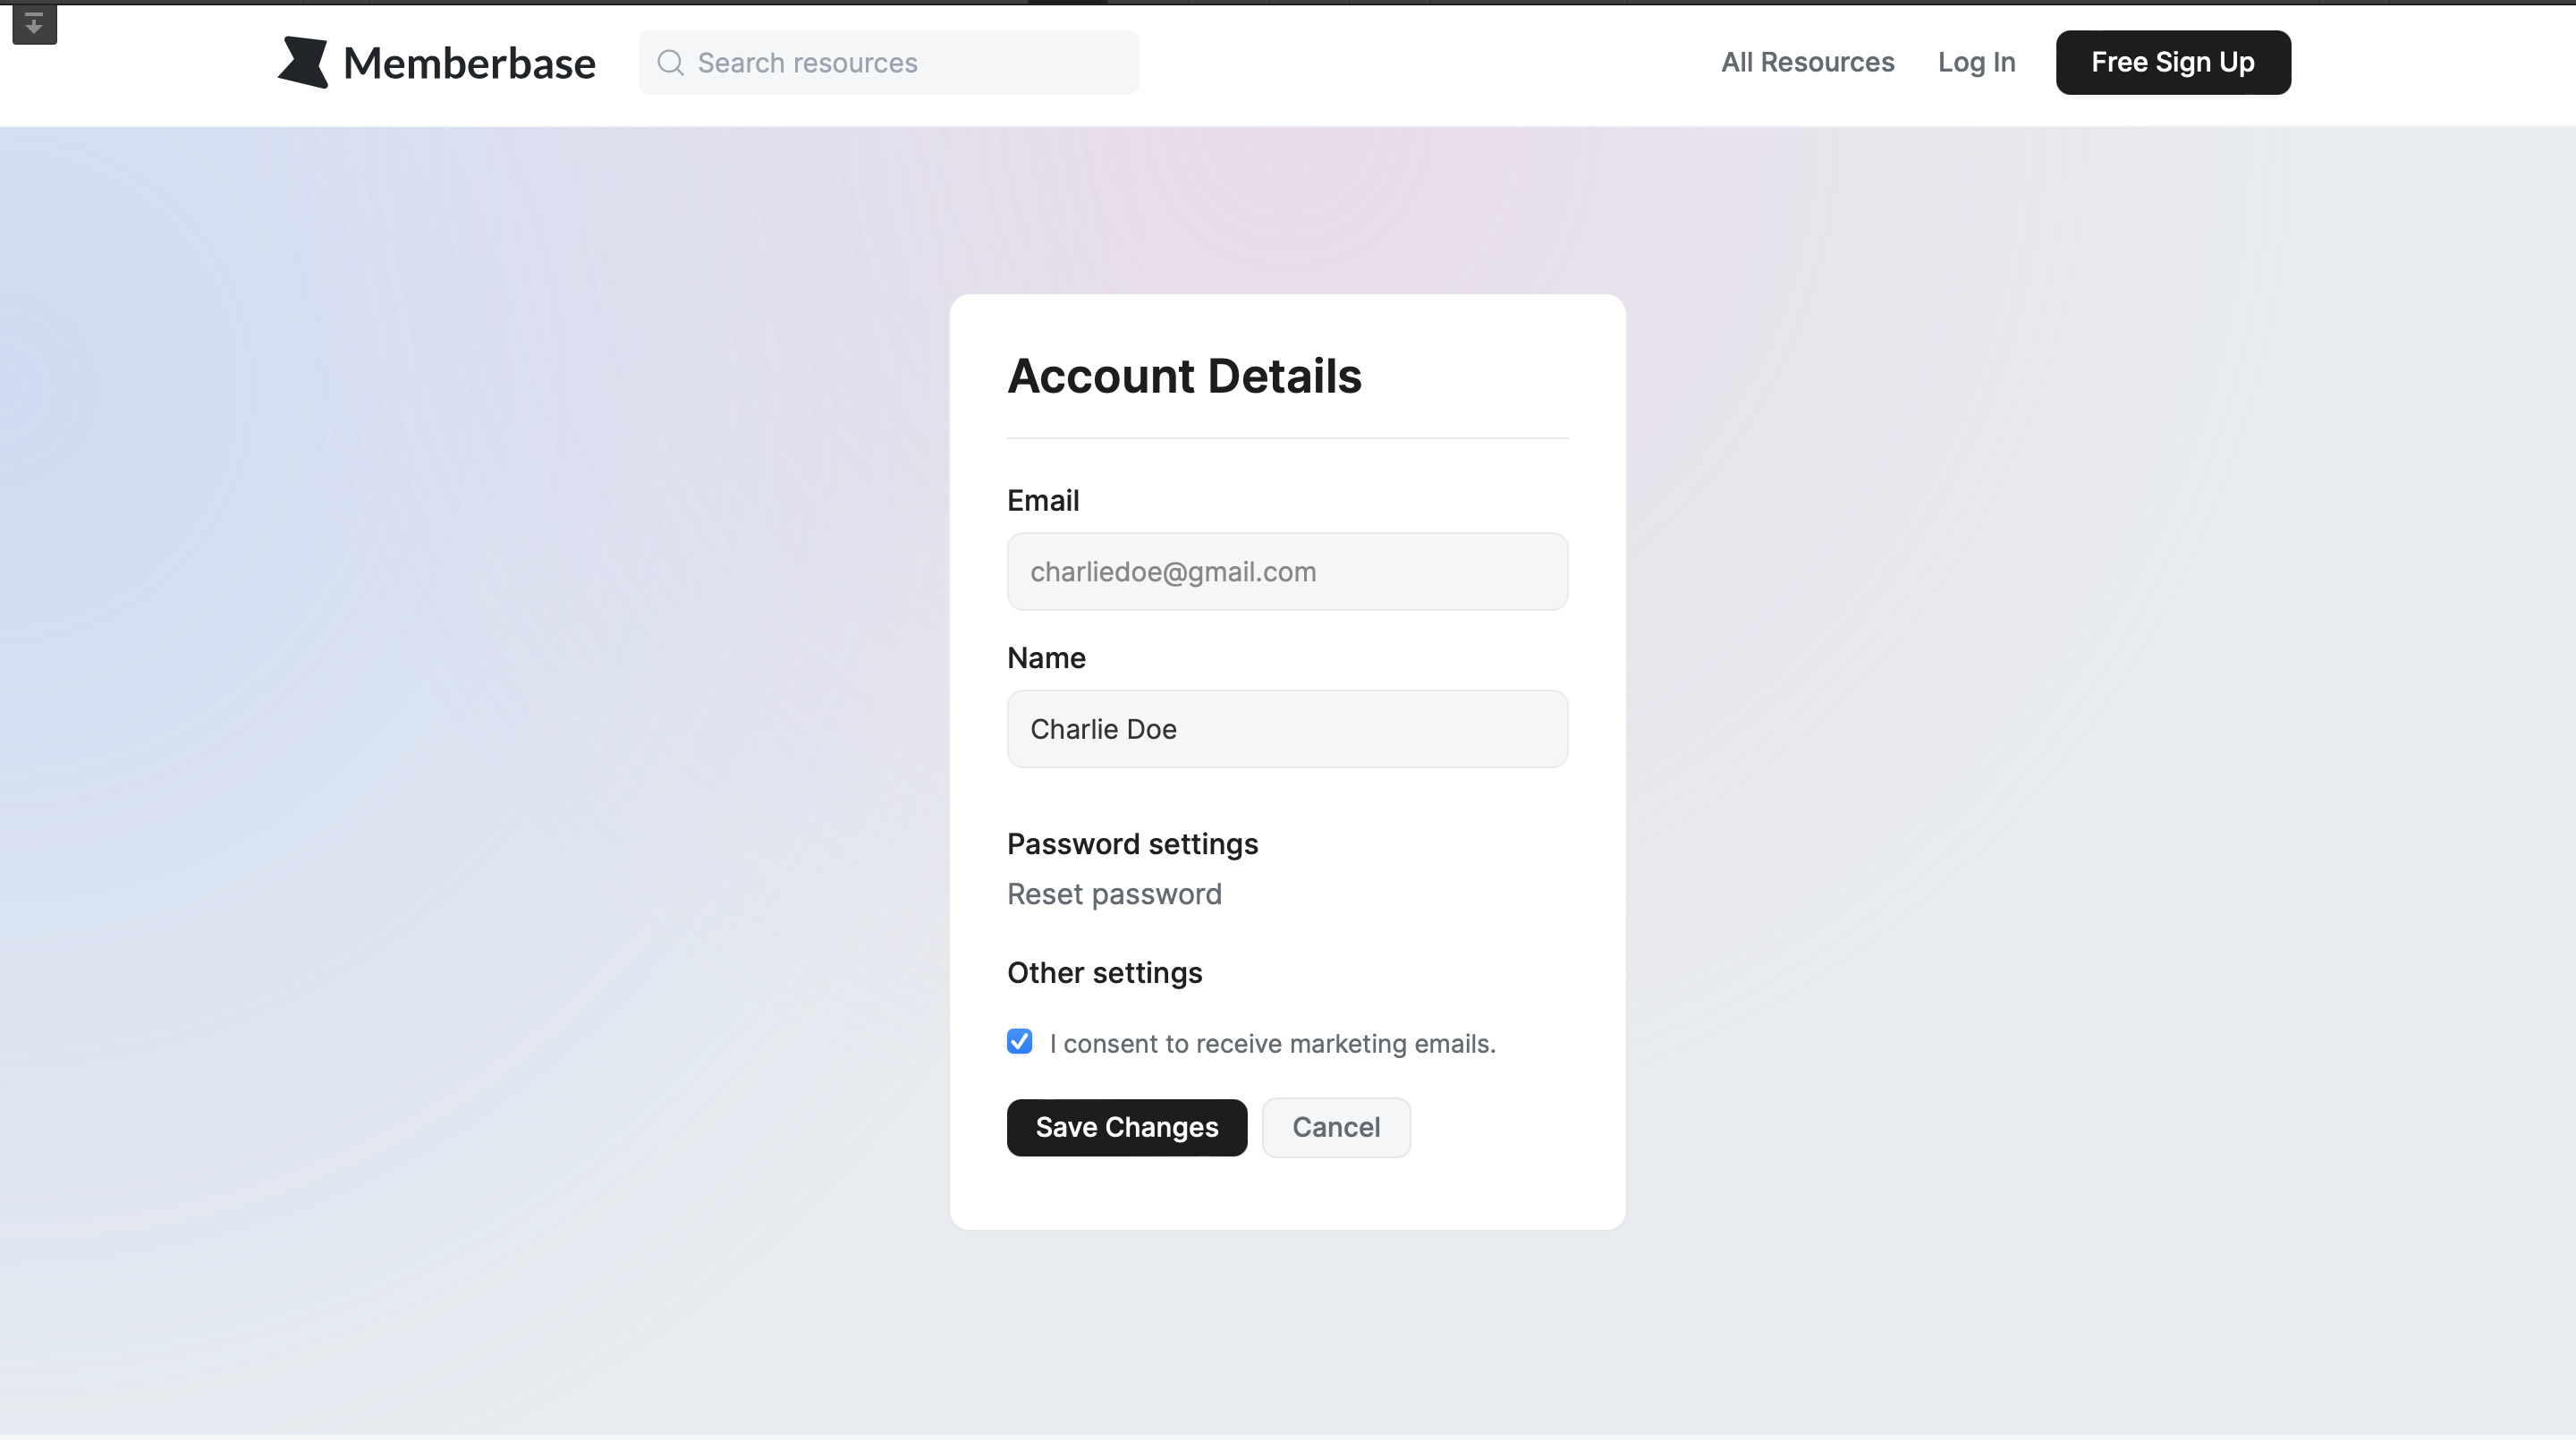 Memberbase
Search resources
All Resources
Log In
Free Sign Up
Account Details
Email
charliedoe@gmail.com
Name
Charlie Doe
Password settings
Reset password
Other settings
I consent to receive marketing emails.
Save Changes
Cancel